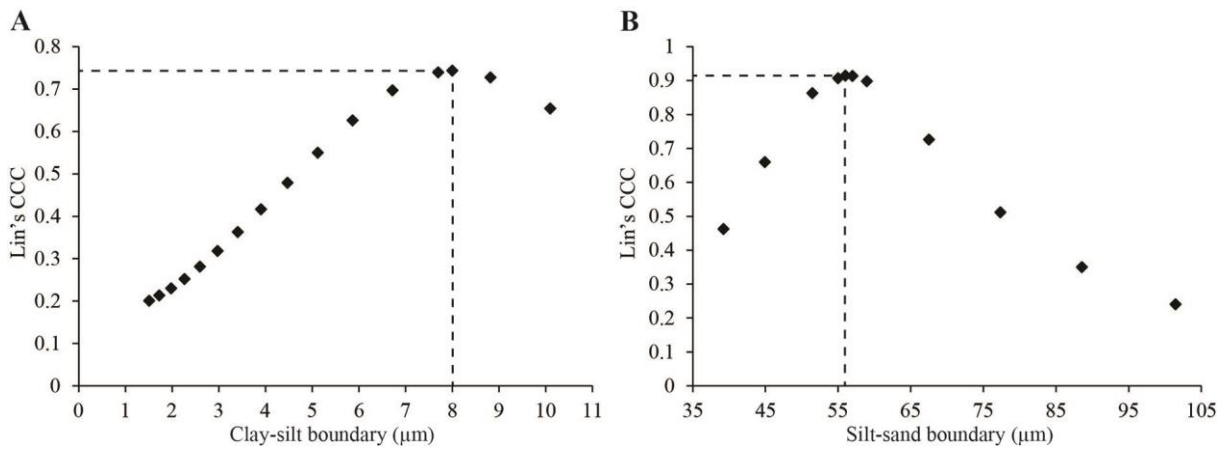 A
Lin's CCC
0.8
0.7
0.6
0.5
0.4
0.3
0.2
0.1
0
0 1 2 3 4 5 6 7 8 9 10 11
Clay-silt boundary (µm)
B
Lin's CCC
1
0.9
0.8
0.7
0.6
0.5
0.4
0.3
0.2
0.1
0
35 45 55 65 75 85 95 105
Silt-sand boundary (µm)